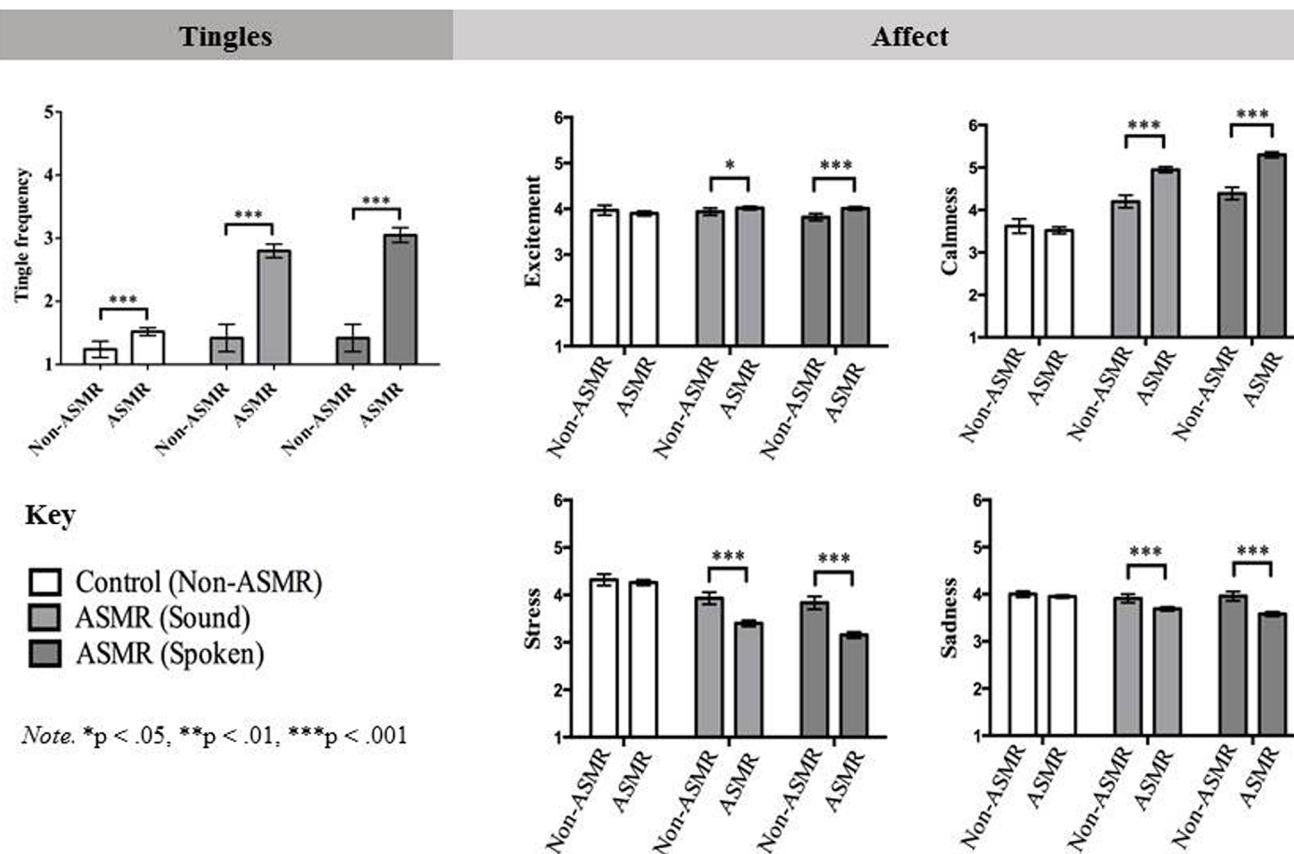 Tingles
Affect
Tingle frequency
5
4
3
2
1
***
***
***
Non-ASMR
ASMR
Non-ASMR
ASMR
Non-ASMR
ASMR
Excitement
6
5
4
3
2
1
*
***
Non-ASMR
ASMR
Non-ASMR
ASMR
Non-ASMR
ASMR
Calmness
6
5
4
3
2
1
***
***
Non-ASMR
ASMR
Non-ASMR
ASMR
Non-ASMR
ASMR
Key
Control (Non-ASMR)
ASMR (Sound)
ASMR (Spoken)
Note. *p < .05, **p < .01, ***p < .001
Stress
6
5
4
3
2
1
***
***
Non-ASMR
ASMR
Non-ASMR
ASMR
Non-ASMR
ASMR
Sadness
6
5
4
3
2
1
***
***
Non-ASMR
ASMR
Non-ASMR
ASMR
Non-ASMR
ASMR